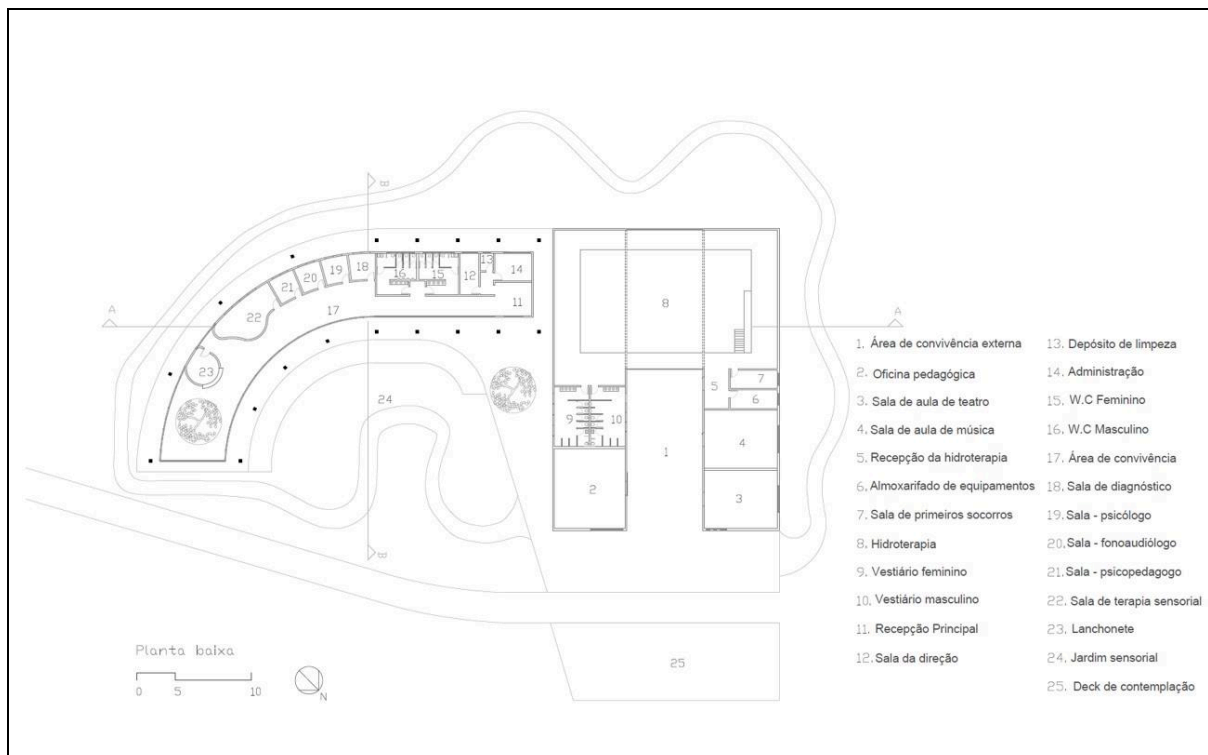 B
A
A
B
18
19
20
21
22
23
17
16
15
12
13
14
11
24
8
5
7
6
4
3
9
10
1
2
25
1. Área de convivência externa
2. Oficina pedagógica
3. Sala de aula de teatro
4. Sala de aula de música
5. Recepção da hidroterapia
6. Almoxarifado de equipamentos
7. Sala de primeiros socorros
8. Hidroterapia
9. Vestiário feminino
10. Vestiário masculino
11. Recepção Principal
12. Sala da direção
13. Depósito de limpeza
14. Administração
15. W.C Feminino
16. W.C Masculino
17. Área de convivência
18. Sala de diagnóstico
19. Sala - psicólogo
20. Sala - fonoaudiólogo
21. Sala - psicopedagogo
22. Sala de terapia sensorial
23. Lanchonete
24. Jardim sensorial
25. Deck de contemplação
Planta baixa
0 5 10
N